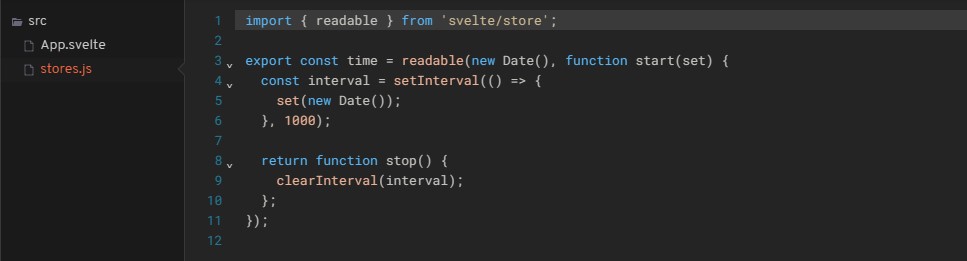 src
App.svelte
stores.js
1 import { readable } from 'svelte/store';
2
3 export const time = readable(new Date(), function start(set) {
4   const interval = setInterval(() => {
5     set(new Date());
6   }, 1000);
7
8   return function stop() {
9     clearInterval(interval);
10   };
11 });
12